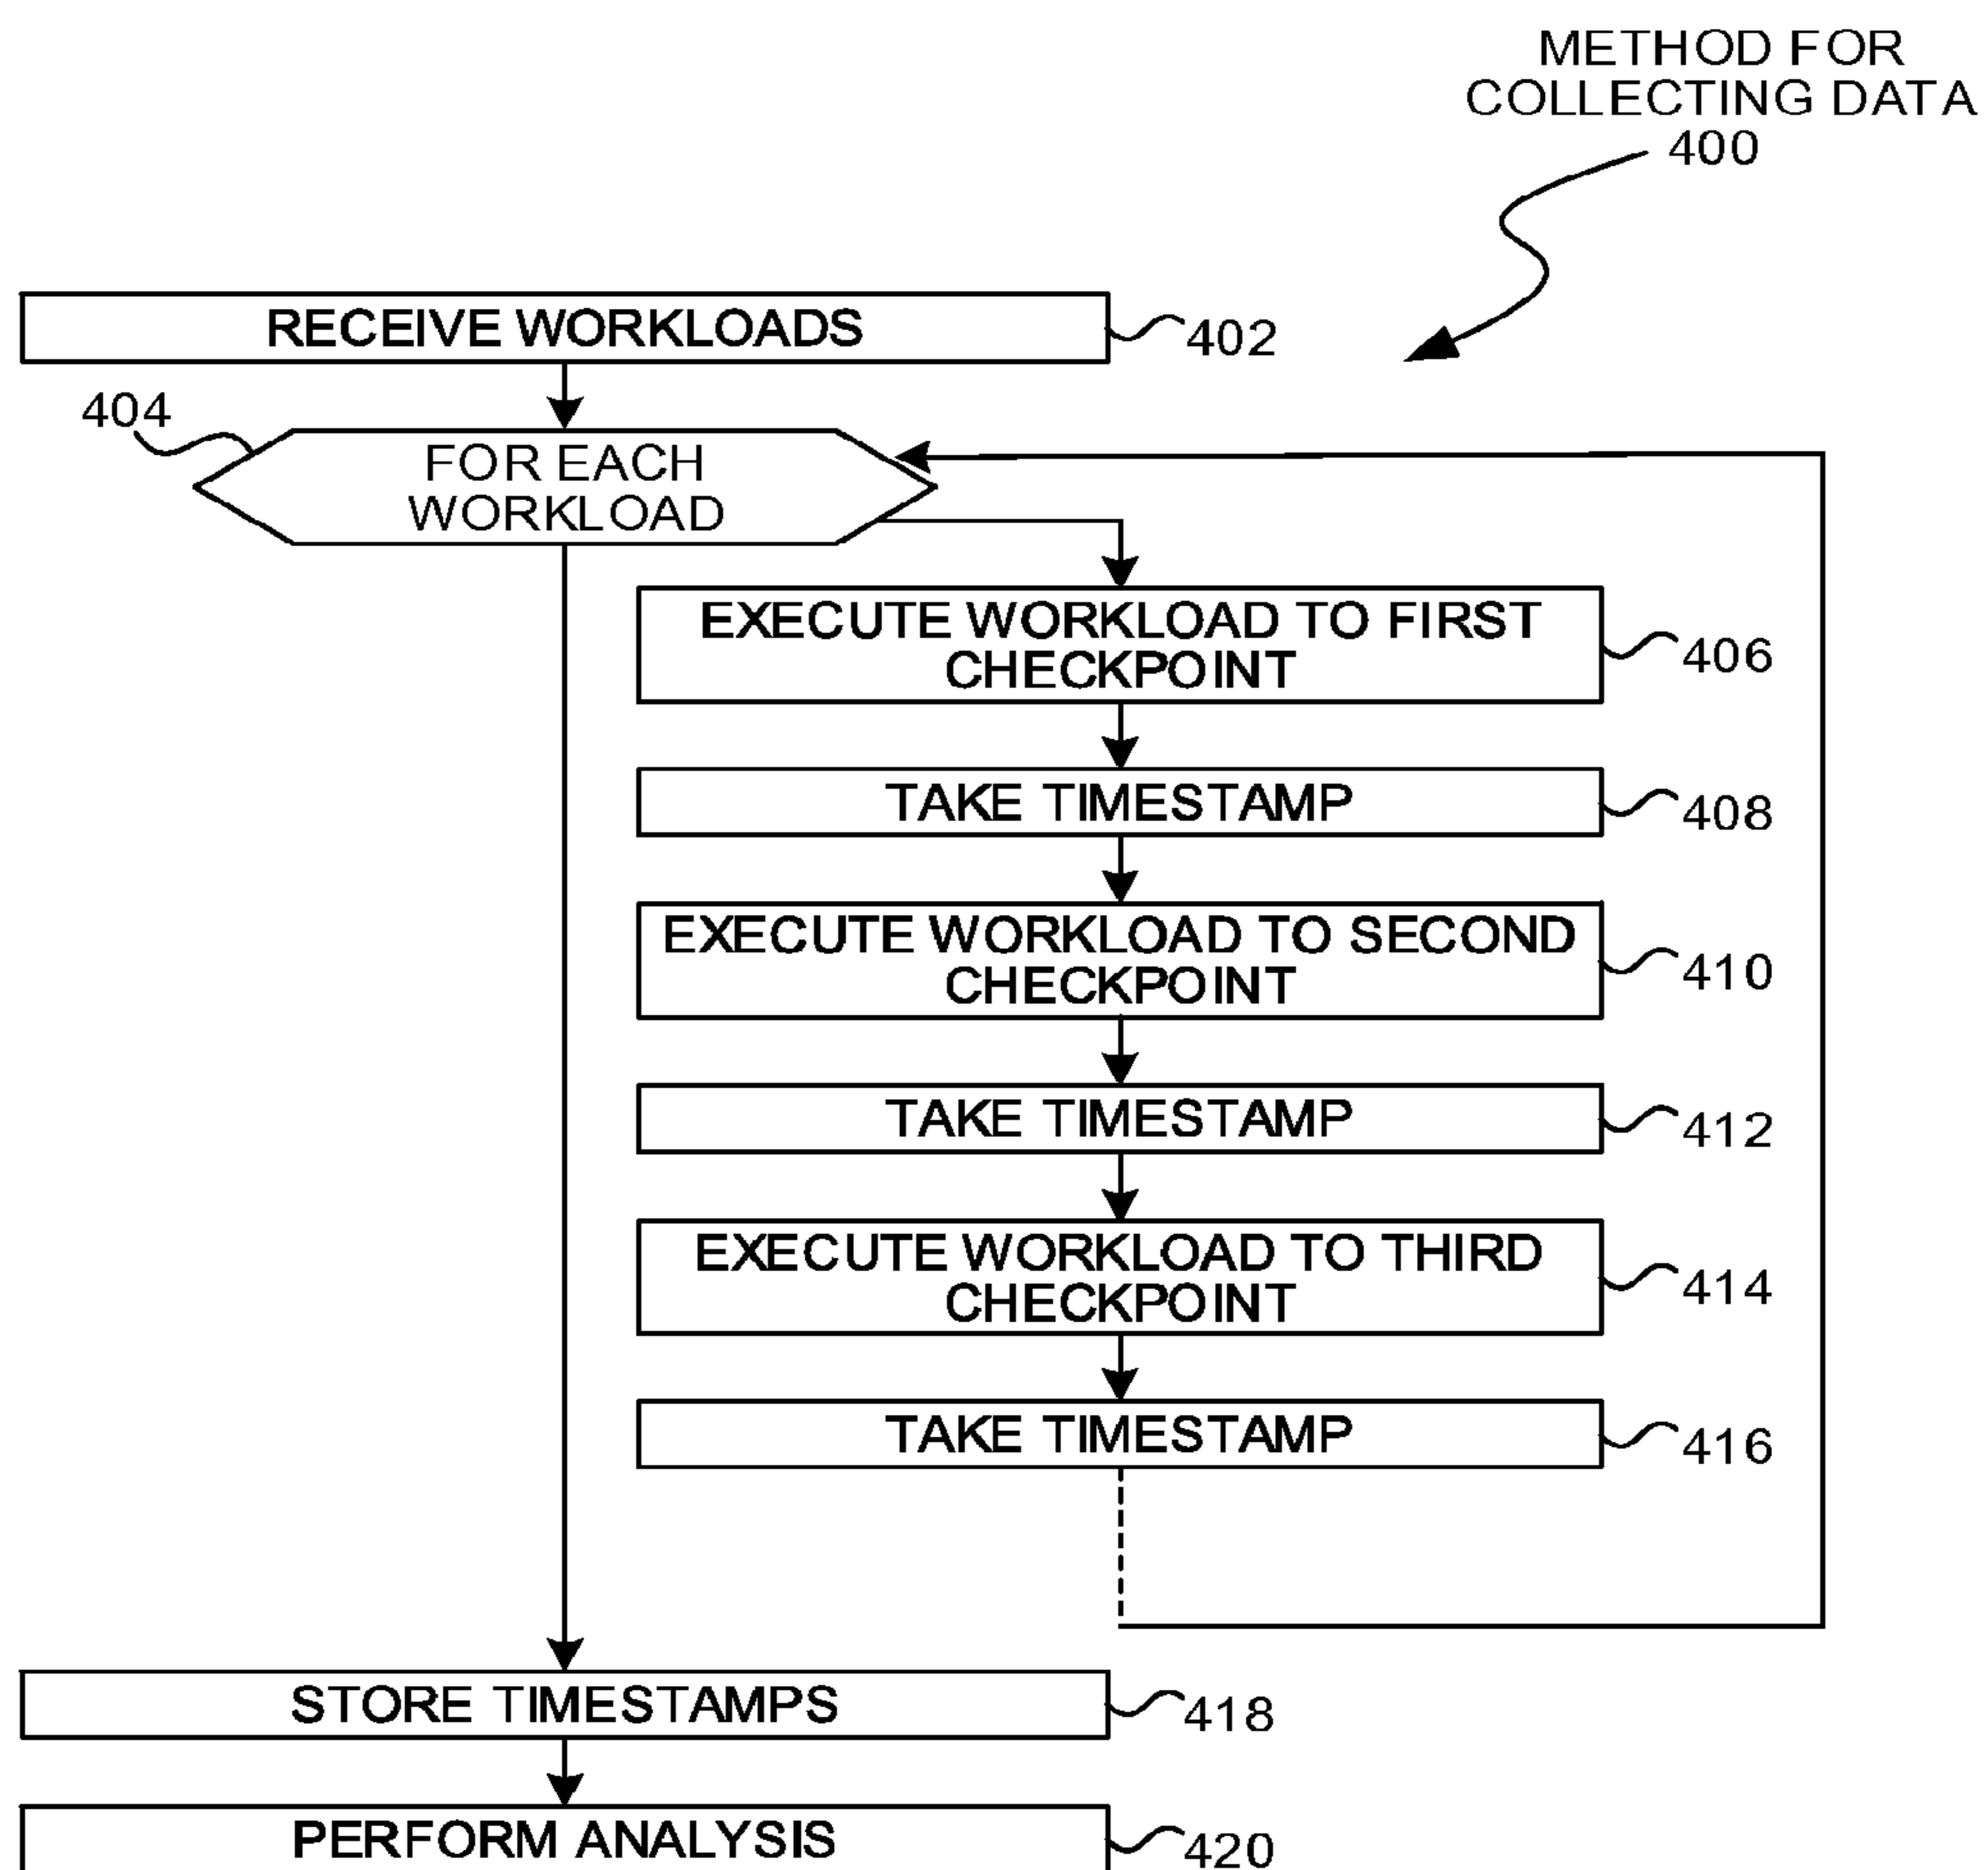 METHOD FOR
COLLECTING DATA
400
RECEIVE WORKLOADS
402
404
FOR EACH
WORKLOAD
EXECUTE WORKLOAD TO FIRST
CHECKPOINT
406
TAKE TIMESTAMP
408
EXECUTE WORKLOAD TO SECOND
CHECKPOINT
410
TAKE TIMESTAMP
412
EXECUTE WORKLOAD TO THIRD
CHECKPOINT
414
TAKE TIMESTAMP
416
STORE TIMESTAMPS
418
PERFORM ANALYSIS
420